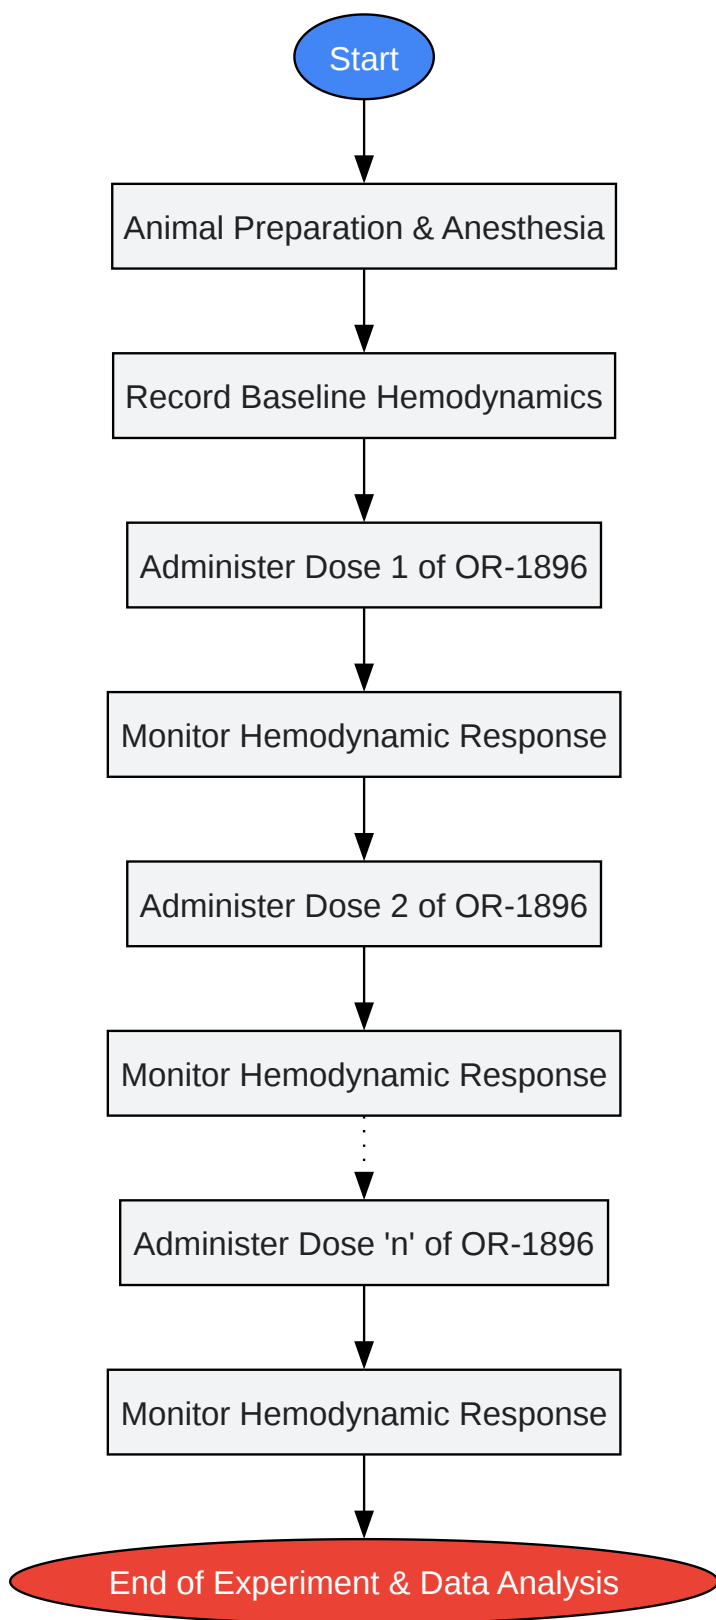 Start
Animal Preparation & Anesthesia
Record Baseline Hemodynamics
Administer Dose 1 of OR-1896
Monitor Hemodynamic Response
Administer Dose 2 of OR-1896
Monitor Hemodynamic Response
Administer Dose 'n' of OR-1896
Monitor Hemodynamic Response
End of Experiment & Data Analysis